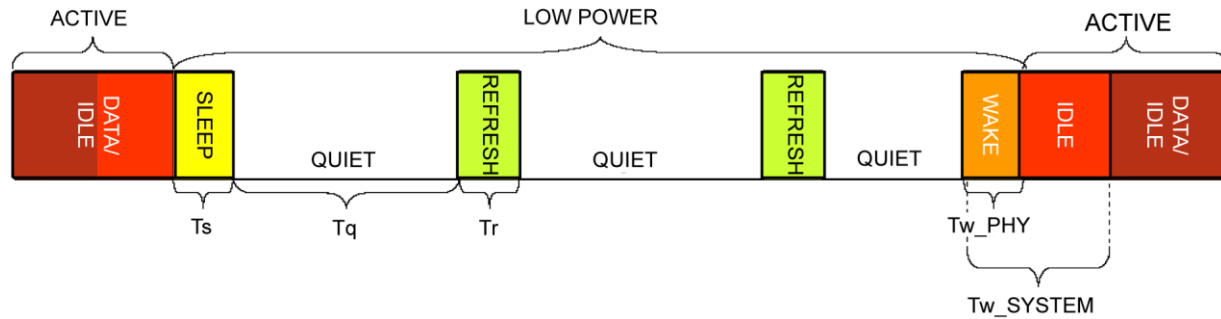 ACTIVE
LOW POWER
ACTIVE
DATA/
IDLE
SLEEP
QUIET
REFRESH
QUIET
REFRESH
QUIET
WAKE
IDLE
DATA/
IDLE
Ts
Tq
Tr
Tw_PHY
Tw_SYSTEM